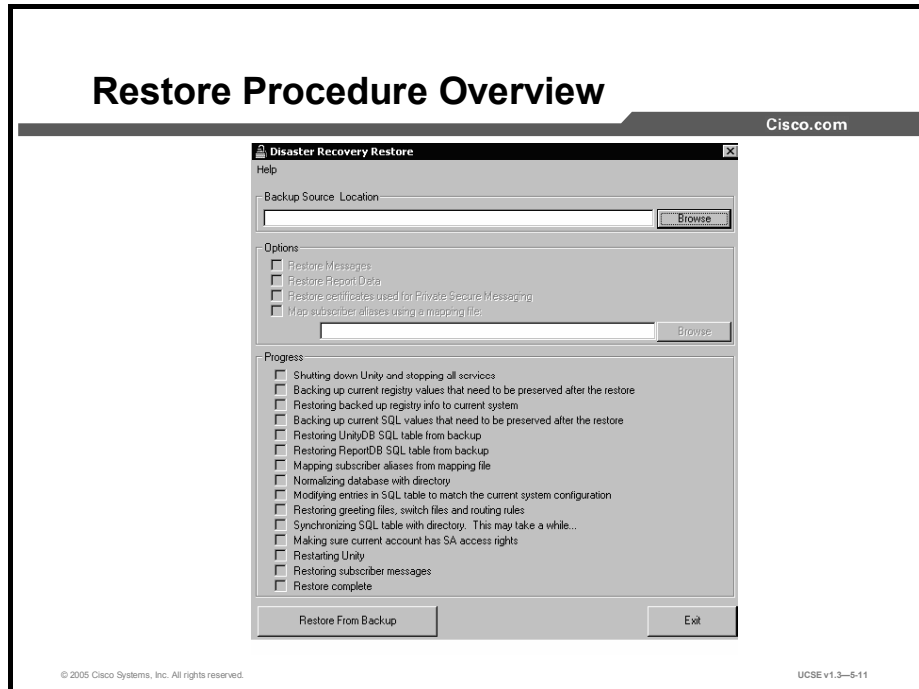 Restore Procedure Overview
Cisco.com
Disaster Recovery Restore
Help
Backup Source Location
Browse
Options
Restore Messages
Restore Report Data
Restore certificates used for Private Secure Messaging
Map subscriber aliases using a mapping file:
Browse
Progress
Shutting down Unity and stopping all services
Backing up current registry values that need to be preserved after the restore
Restoring backed up registry info to current system
Backing up current SQL values that need to be preserved after the restore
Restoring UnityDB SQL table from backup
Restoring ReportDB SQL table from backup
Mapping subscriber aliases from mapping file
Normalizing database with directory
Modifying entries in SQL table to match the current system configuration
Restoring greeting files, switch files and routing rules
Synchronizing SQL table with directory. This may take a while...
Making sure current account has SA access rights
Restarting Unity
Restoring subscriber messages
Restore complete
Restore From Backup
Exit
© 2005 Cisco Systems, Inc. All rights reserved.
UCSE v1.3—5-11